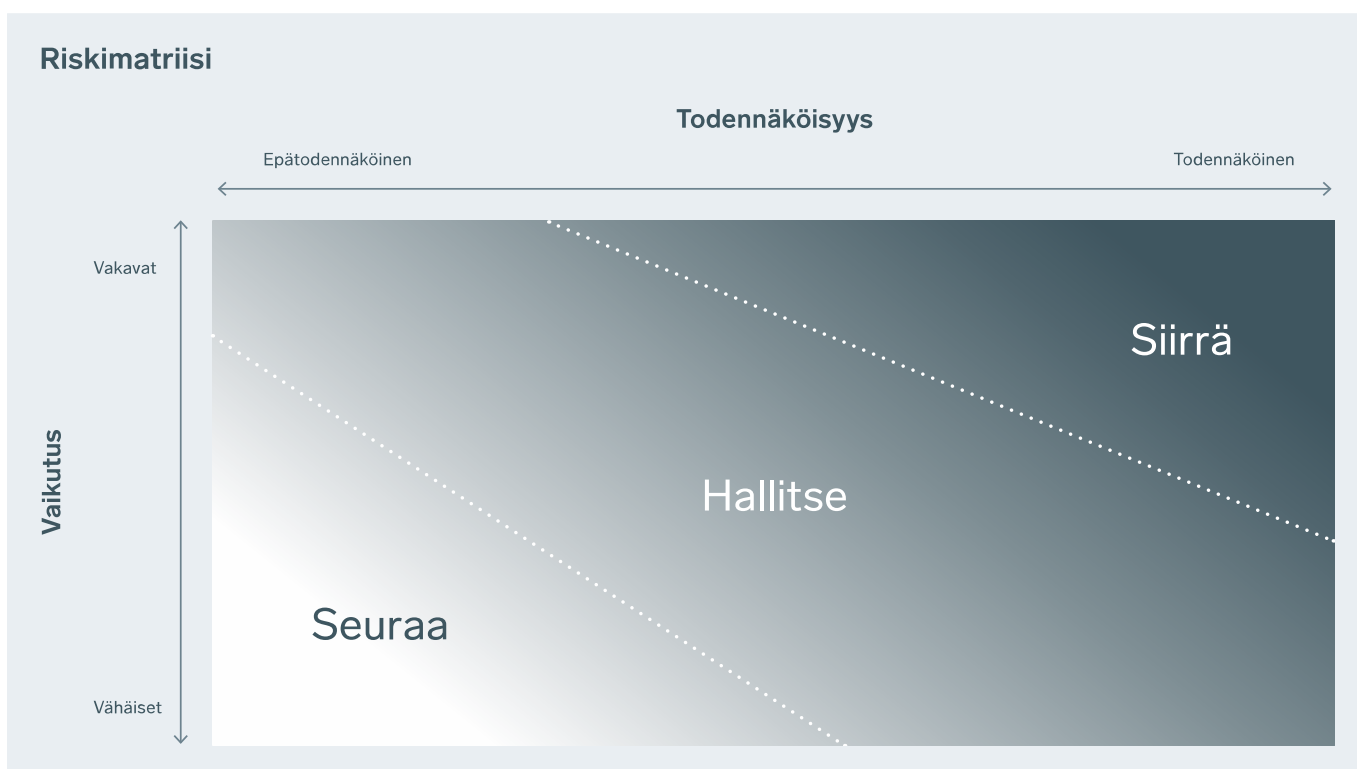 Riskimatriisi
Todennäköisyys
Epätodennäköinen
Todennäköinen
Vakavat
Siirrä
Vaikutus
Hallitse
Seuraa
Vähäiset